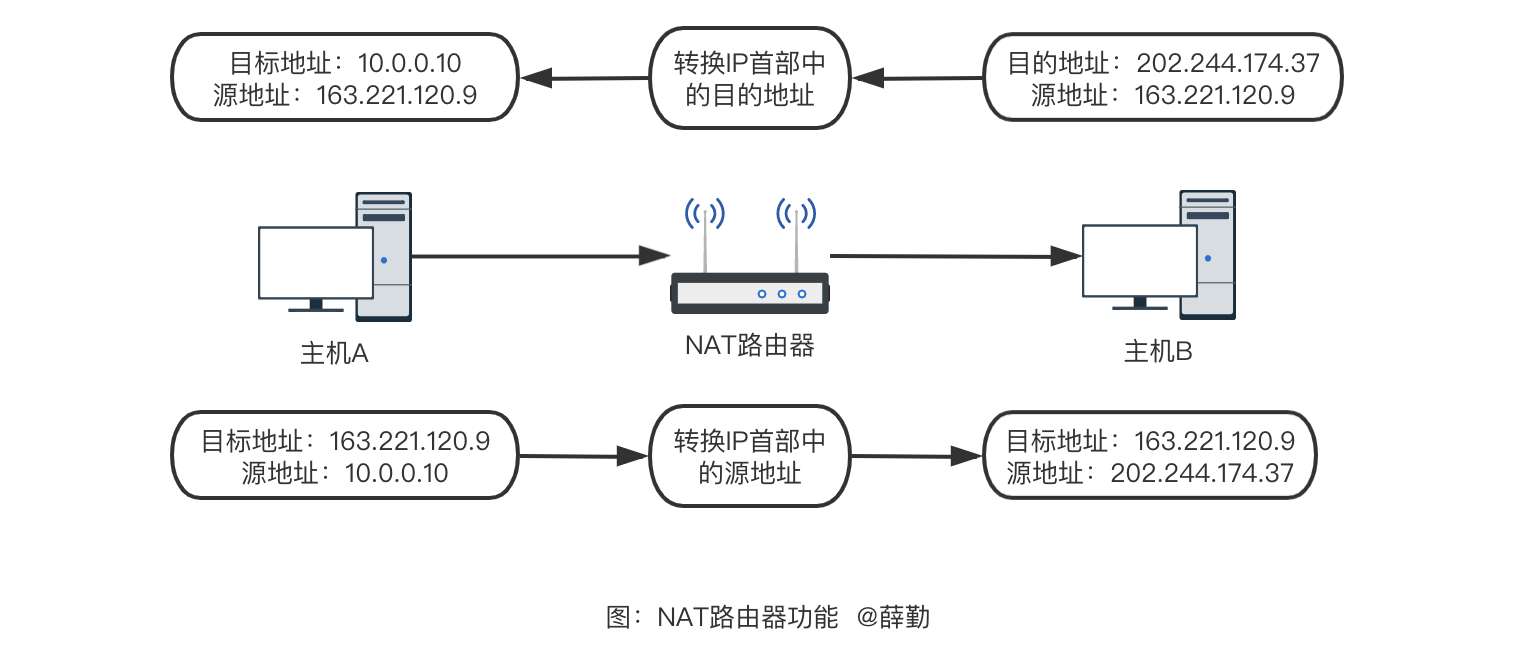 目标地址：10.0.0.10
源地址：163.221.120.9
转换IP首部中
的目的地址
目的地址：202.244.174.37
源地址：163.221.120.9
主机A
NAT路由器
主机B
目标地址：163.221.120.9
源地址：10.0.0.10
转换IP首部中
的源地址
目标地址：163.221.120.9
源地址：202.244.174.37
图：NAT路由器功能 @薛勤